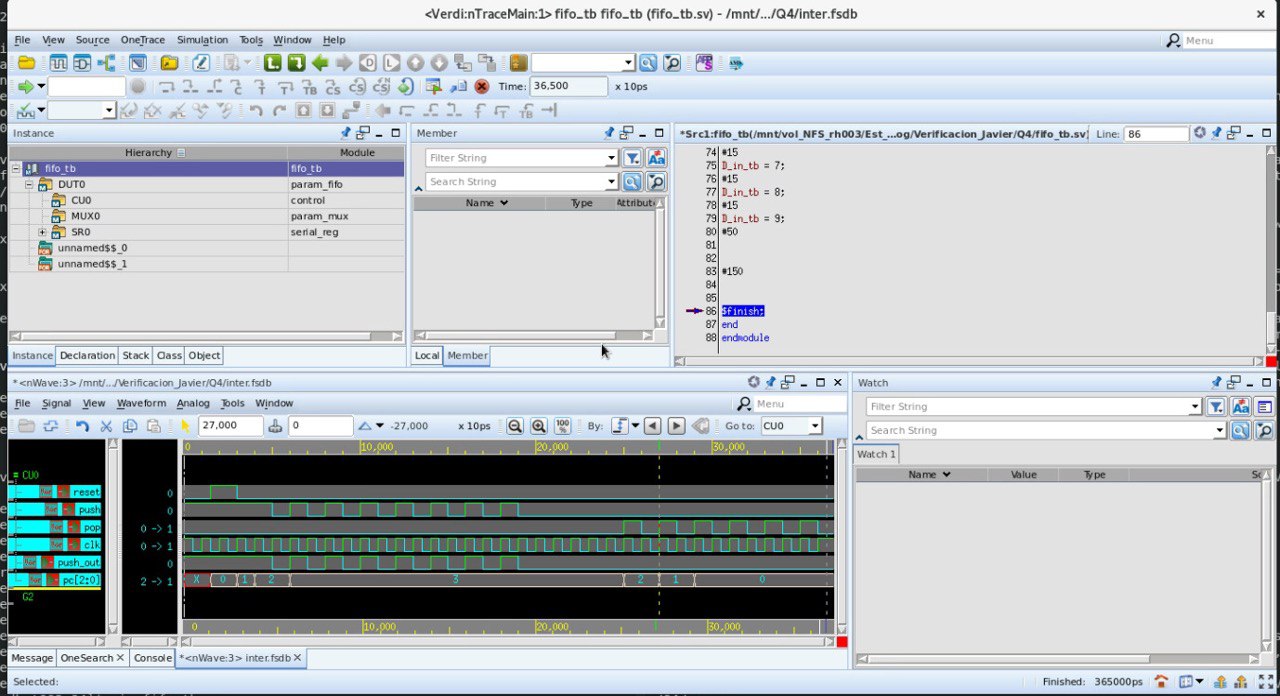 <Verdi:nTraceMain:1> fifo_tb fifo_tb (fifo_tb.sv) - /mnt/.../Q4/inter.fsdb
File View Source OneTrace Simulation Tools Window Help
Menu
Time: 36,500 x 10ps
Instance
Hierarchy Module
fifo_tb fifo_tb
DUT0 param_fifo
CU0 control
MUX0 param_mux
SR0 serial_reg
unnamed$$_0
unnamed$$_1
Instance Declaration Stack Class Object
Member
Filter String
Search String
Name Type Attribute
Local Member
*Src1:fifo_tb(/mnt/vol_NFS_rh003/Est_...og/Verificacion_Javier/Q4/fifo_tb.sv) Line: 86
74 #15
75 D_in_tb = 7;
76 #15
77 D_in_tb = 8;
78 #15
79 D_in_tb = 9;
80 #50
81
82
83 #150
84
85
86 $finish;
87 end
88 endmodule
*<nWave:3> /mnt/.../Verificacion_Javier/Q4/inter.fsdb
File Signal View Waveform Analog Tools Window
Menu
27,000 0 -27,000 x 10ps 100% By: Go to: CU0
0 10,000 20,000 30,000
CU0
reset 0
push 0
pop 0 -> 1
clk 0 -> 1
push_out 0
pc[2:0] 2 -> 1 X 0 1 2 3 2 1 0
G2
0 10,000 20,000 30,000
Message OneSearch Console *<nWave:3> inter.fsdb
Watch
Filter String
Search String
Watch 1
Name Value Type
Selected: Finished: 365000ps